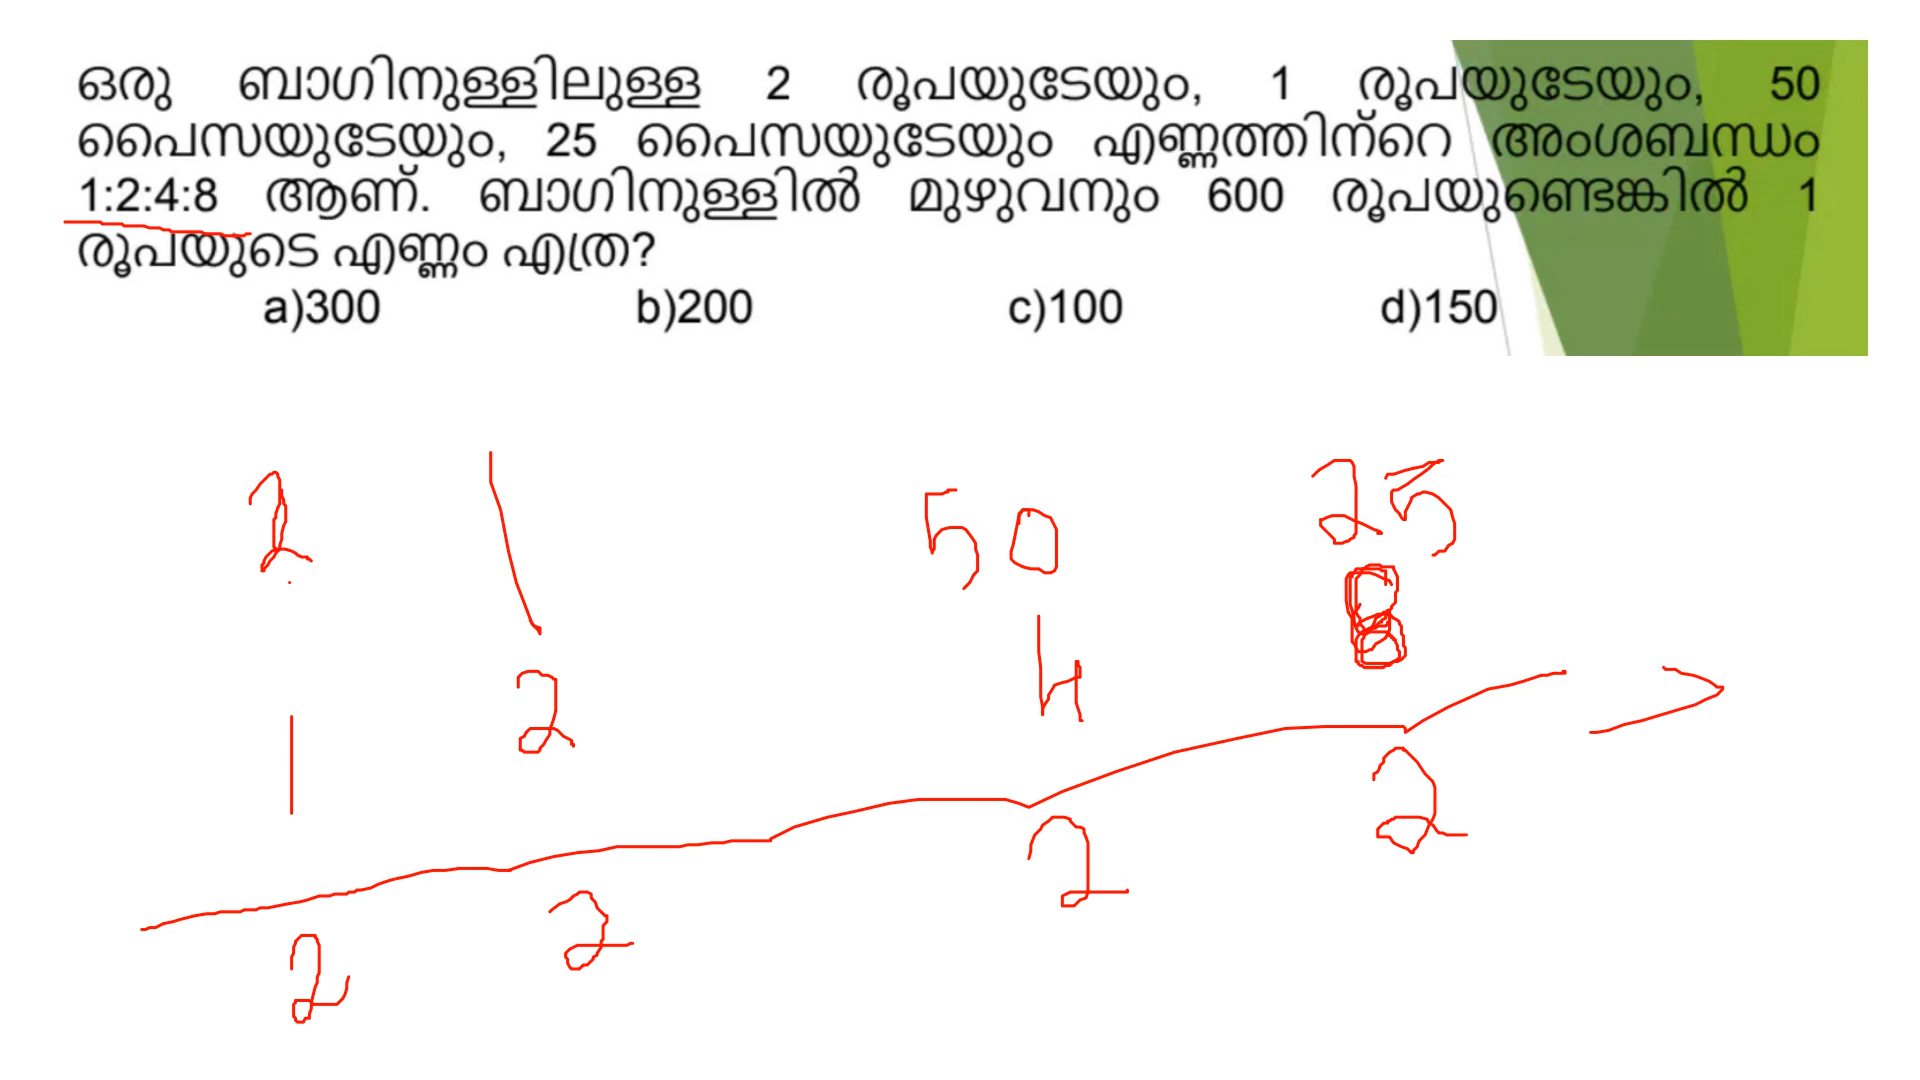 ഒരു ബാഗിനുള്ളിലുള്ള 2 രൂപയുടേയും, 1 രൂപയുടേയും, 50
പൈസയുടേയും, 25 പൈസയുടേയും എണ്ണത്തിന്റെ അംശബന്ധം
1:2:4:8 ആണ്. ബാഗിനുള്ളിൽ മുഴുവനും 600 രൂപയുണ്ടെങ്കിൽ 1
രൂപയുടെ എണ്ണം എത്ര?
a)300 b)200 c)100 d)150
2 1 50 25
1 2 4 8
2 2 2 2